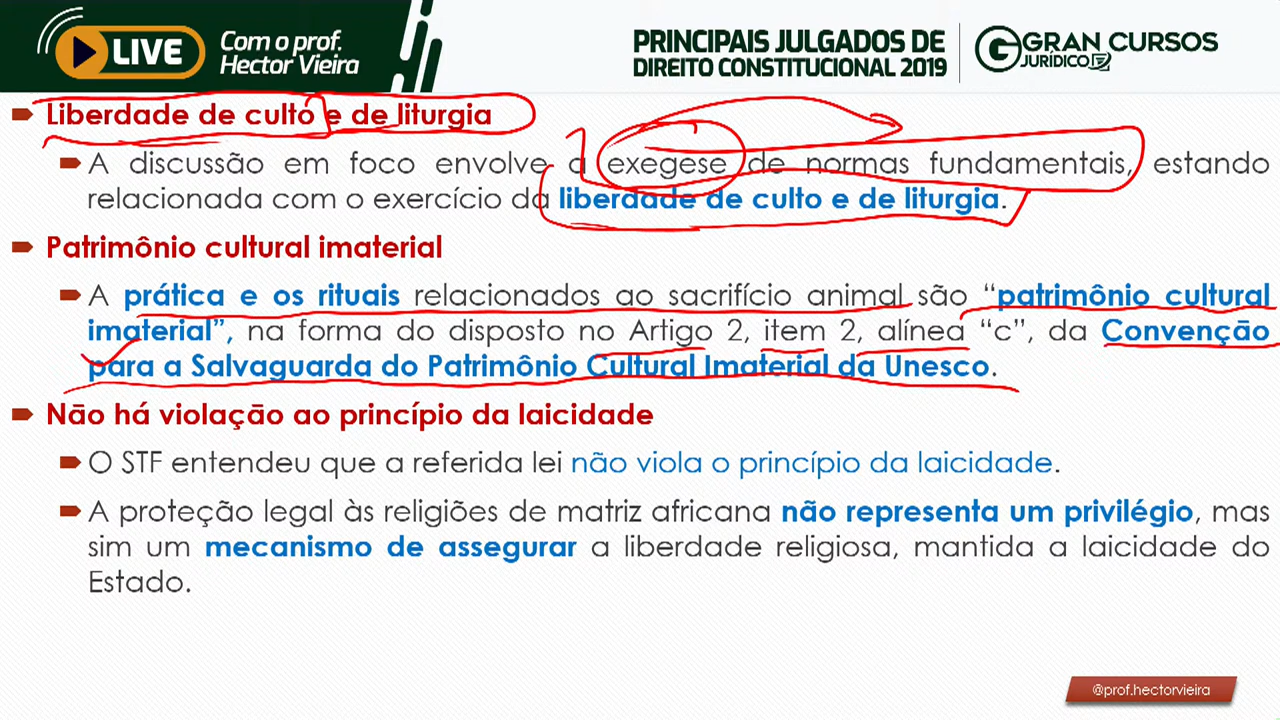 LIVE
Com o prof.
Hector Vieira
PRINCIPAIS JULGADOS DE
DIREITO CONSTITUCIONAL 2019
GRAN CURSOS
JURÍDICO
Liberdade de culto e de liturgia
A discussão em foco envolve a exegese de normas fundamentais, estando
relacionada com o exercício da liberdade de culto e de liturgia.
Patrimônio cultural imaterial
A prática e os rituais relacionados ao sacrifício animal são “patrimônio cultural
imaterial”, na forma do disposto no Artigo 2, item 2, alínea “c”, da Convenção
para a Salvaguarda do Patrimônio Cultural Imaterial da Unesco.
Não há violação ao princípio da laicidade
O STF entendeu que a referida lei não viola o princípio da laicidade.
A proteção legal às religiões de matriz africana não representa um privilégio, mas
sim um mecanismo de assegurar a liberdade religiosa, mantida a laicidade do
Estado.
@prof.hectorvieira